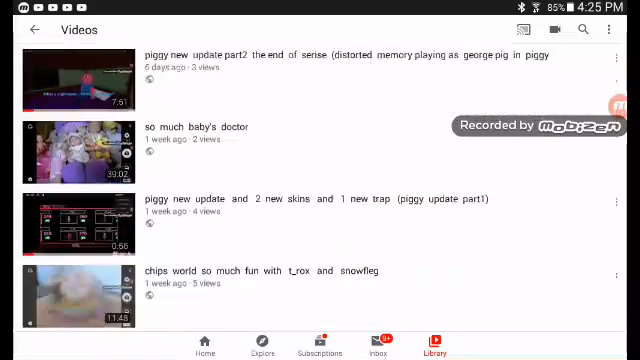 85% 4:25 PM
Videos
piggy new update part2 the end of serise (distorted memory playing as george pig in piggy
6 days ago · 3 views
7:51
so much baby's doctor
1 week ago · 2 views
39:02
Recorded by mobizen
piggy new update and 2 new skins and 1 new trap (piggy update part1)
1 week ago · 4 views
0:56
chips world so much fun with t_rox and snowfleg
1 week ago · 5 views
11:48
9+
Home Explore Subscriptions Inbox Library